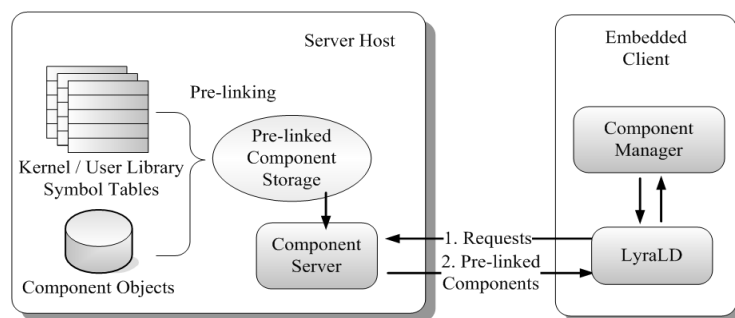 Server Host
Pre-linking
Kernel / User Library
Symbol Tables
Component Objects
Pre-linked
Component
Storage
Component
Server
1. Requests
2. Pre-linked
Components
Embedded
Client
Component
Manager
LyraLD